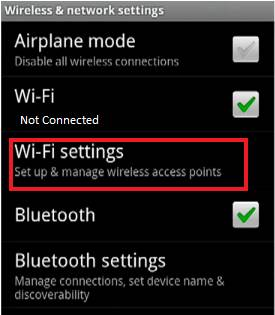 Wireless & network settings
Airplane mode
Disable all wireless connections
Wi-Fi
Not Connected
Wi-Fi settings
Set up & manage wireless access points
Bluetooth
Bluetooth settings
Manage connections, set device name &
discoverability